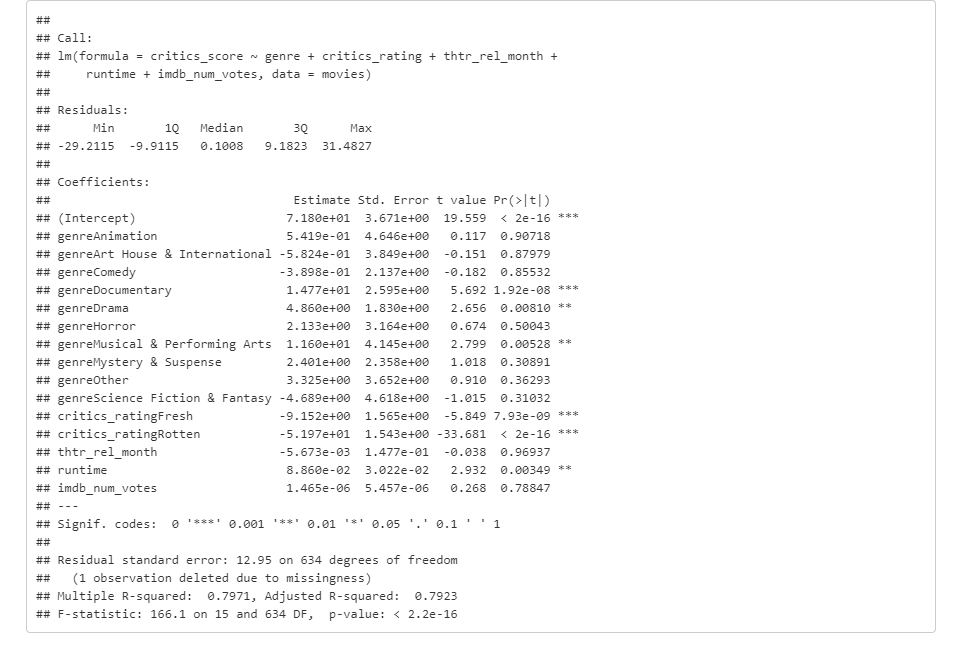 ##
## Call:
## lm(formula = critics_score ~ genre + critics_rating + thtr_rel_month +
##     runtime + imdb_num_votes, data = movies)
##
## Residuals:
##      Min       1Q   Median       3Q      Max
## -29.2115  -9.9115   0.1008   9.1823  31.4827
##
## Coefficients:
##                                  Estimate Std. Error t value Pr(>|t|)
## (Intercept)                     7.180e+01  3.671e+00  19.559  < 2e-16 ***
## genreAnimation                  5.419e-01  4.646e+00   0.117  0.90718
## genreArt House & International -5.824e-01  3.849e+00  -0.151  0.87979
## genreComedy                    -3.898e-01  2.137e+00  -0.182  0.85532
## genreDocumentary                1.477e+01  2.595e+00   5.692 1.92e-08 ***
## genreDrama                      4.860e+00  1.830e+00   2.656  0.00810 **
## genreHorror                     2.133e+00  3.164e+00   0.674  0.50043
## genreMusical & Performing Arts  1.160e+01  4.145e+00   2.799  0.00528 **
## genreMystery & Suspense         2.401e+00  2.358e+00   1.018  0.30891
## genreOther                      3.325e+00  3.652e+00   0.910  0.36293
## genreScience Fiction & Fantasy -4.689e+00  4.618e+00  -1.015  0.31032
## critics_ratingFresh            -9.152e+00  1.565e+00  -5.849 7.93e-09 ***
## critics_ratingRotten           -5.197e+01  1.543e+00 -33.681  < 2e-16 ***
## thtr_rel_month                 -5.673e-03  1.477e-01  -0.038  0.96937
## runtime                         8.860e-02  3.022e-02   2.932  0.00349 **
## imdb_num_votes                  1.465e-06  5.457e-06   0.268  0.78847
## ---
## Signif. codes:  0 '***' 0.001 '**' 0.01 '*' 0.05 '.' 0.1 ' ' 1
##
## Residual standard error: 12.95 on 634 degrees of freedom
##   (1 observation deleted due to missingness)
## Multiple R-squared:  0.7971, Adjusted R-squared:  0.7923
## F-statistic: 166.1 on 15 and 634 DF,  p-value: < 2.2e-16